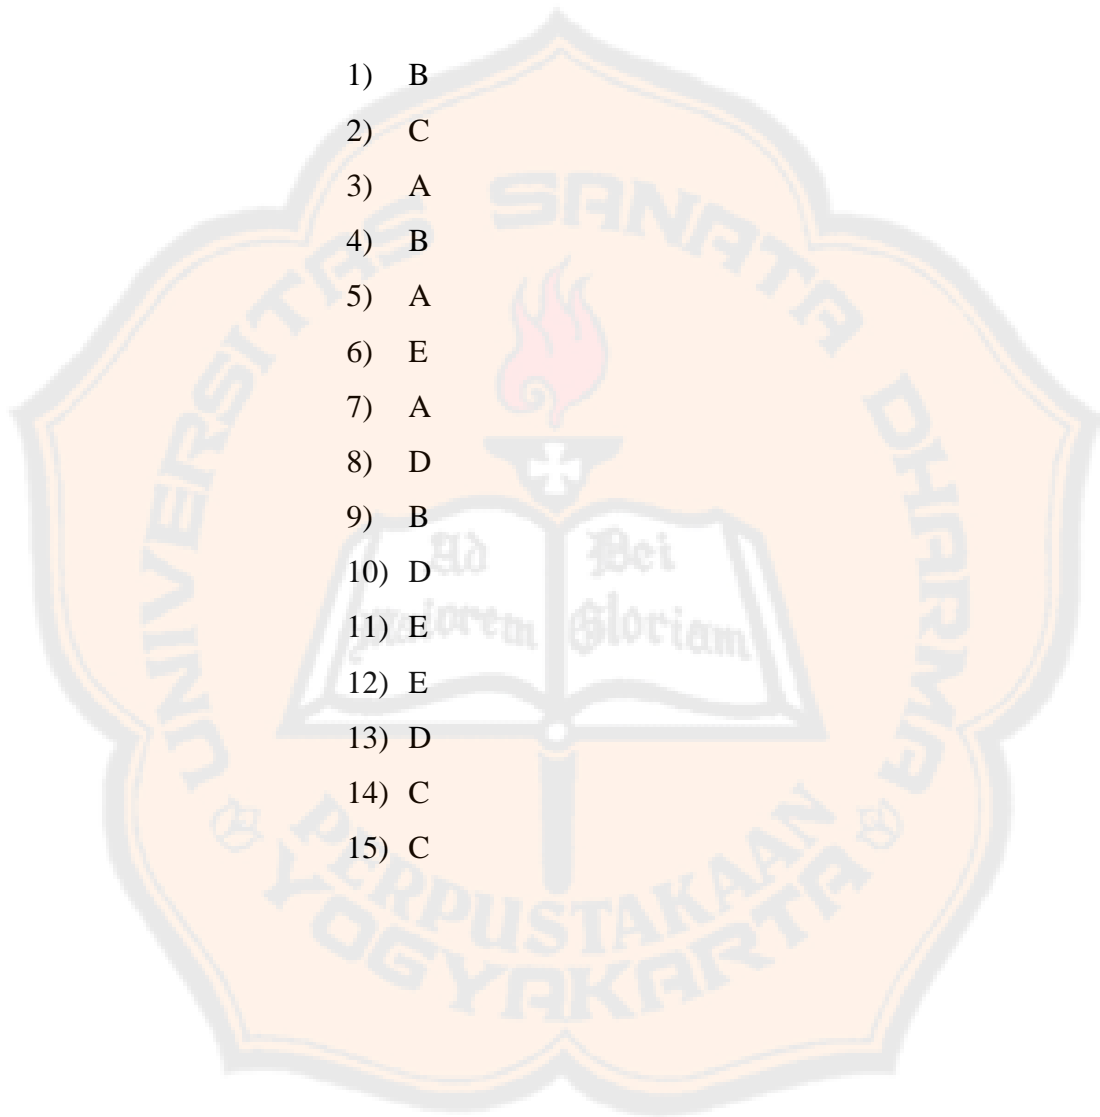 1) B
2) C
3) A
4) B
5) A
6) E
7) A
8) D
9) B
10) D
11) E
12) E
13) D
14) C
15) C
UNIVERSITAS SANATA DHARMA
Ad
maiorem
Dei
Gloriam
PERPUSTAKAAN
YOGYAKARTA